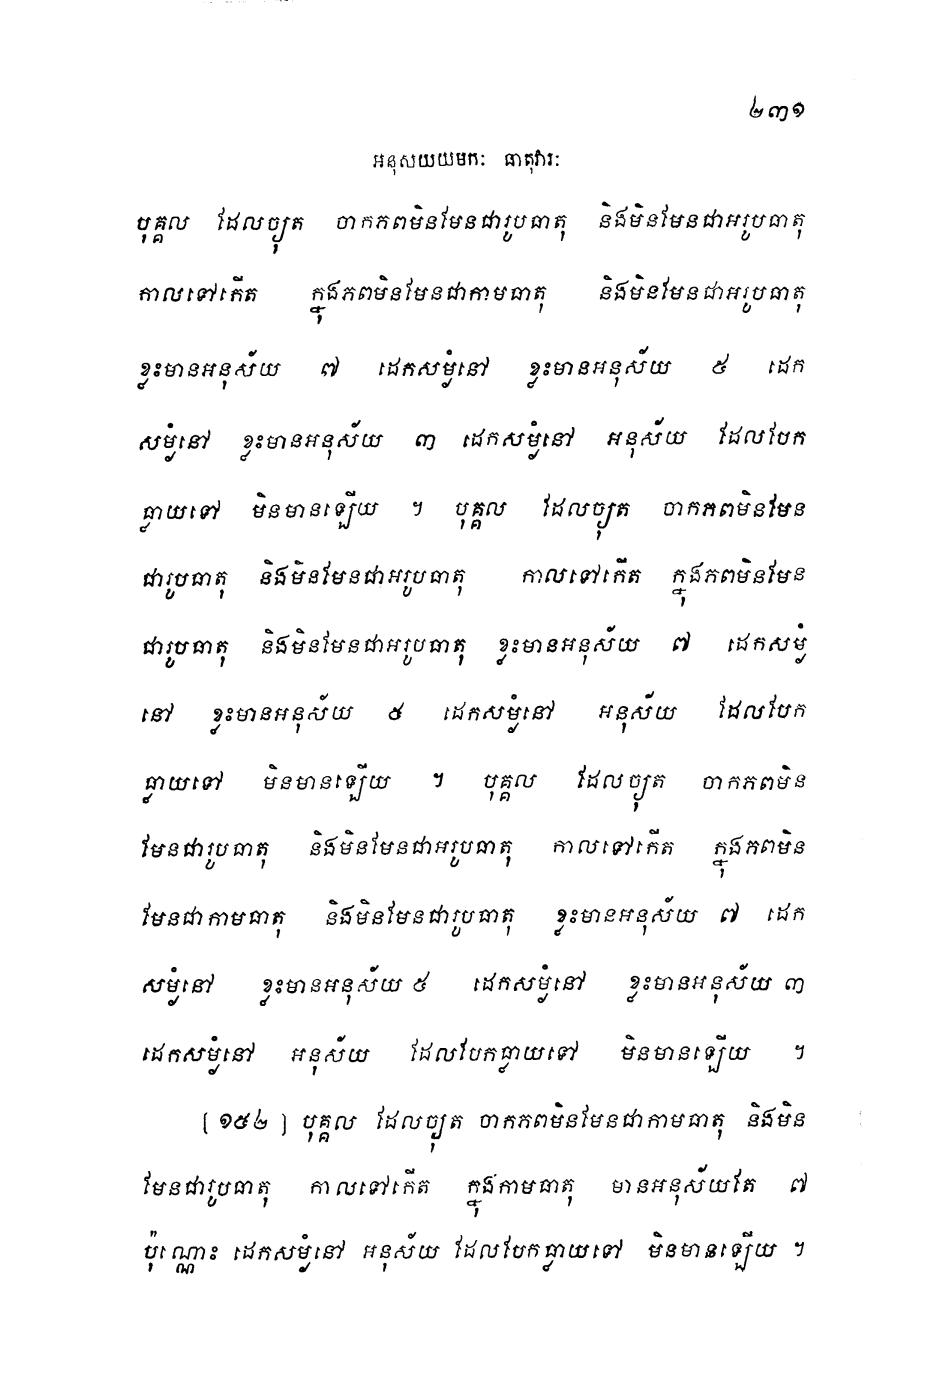 ២៣១
អនុសយយមកៈ ធាតុវារៈ
បុគ្គល ដែលច្យុត ចាកភពមិនមែនជារូបធាតុ និងមិនមែនជាអរូបធាតុ
កាលទៅកើត ក្នុងភពមិនមែនជាកាមធាតុ និងមិនមែនជាអរូបធាតុ
ខ្លះមានអនុស័យ ៧ ដេកសម្ងំនៅ ខ្លះមានអនុស័យ ៥ ដេក
សម្ងំនៅ ខ្លះមានអនុស័យ ៣ ដេកសម្ងំនៅ អនុស័យ ដែលបែក
ធ្លាយទៅ មិនមានឡើយ ។ បុគ្គល ដែលច្យុត ចាកភពមិនមែន
ជារូបធាតុ និងមិនមែនជាអរូបធាតុ កាលទៅកើត ក្នុងភពមិនមែន
ជារូបធាតុ និងមិនមែនជាអរូបធាតុ ខ្លះមានអនុស័យ ៧ ដេកសម្ងំ
នៅ ខ្លះមានអនុស័យ ៥ ដេកសម្ងំនៅ អនុស័យ ដែលបែក
ធ្លាយទៅ មិនមានឡើយ ។ បុគ្គល ដែលច្យុត ចាកភពមិន
មែនជារូបធាតុ និងមិនមែនជាអរូបធាតុ កាលទៅកើត ក្នុងភពមិន
មែនជាកាមធាតុ និងមិនមែនជារូបធាតុ ខ្លះមានអនុស័យ ៧ ដេក
សម្ងំនៅ ខ្លះមានអនុស័យ ៥ ដេកសម្ងំនៅ ខ្លះមានអនុស័យ ៣
ដេកសម្ងំនៅ អនុស័យ ដែលបែកធ្លាយទៅ មិនមានឡើយ ។
[ ១៥២ ] បុគ្គល ដែលច្យុត ចាកភពមិនមែនជាកាមធាតុ និងមិន
មែនជារូបធាតុ កាលទៅកើត ក្នុងកាមធាតុ មានអនុស័យតែ ៧
ប៉ុណ្ណោះ ដេកសម្ងំនៅ អនុស័យ ដែលបែកធ្លាយទៅ មិនមានឡើយ ។